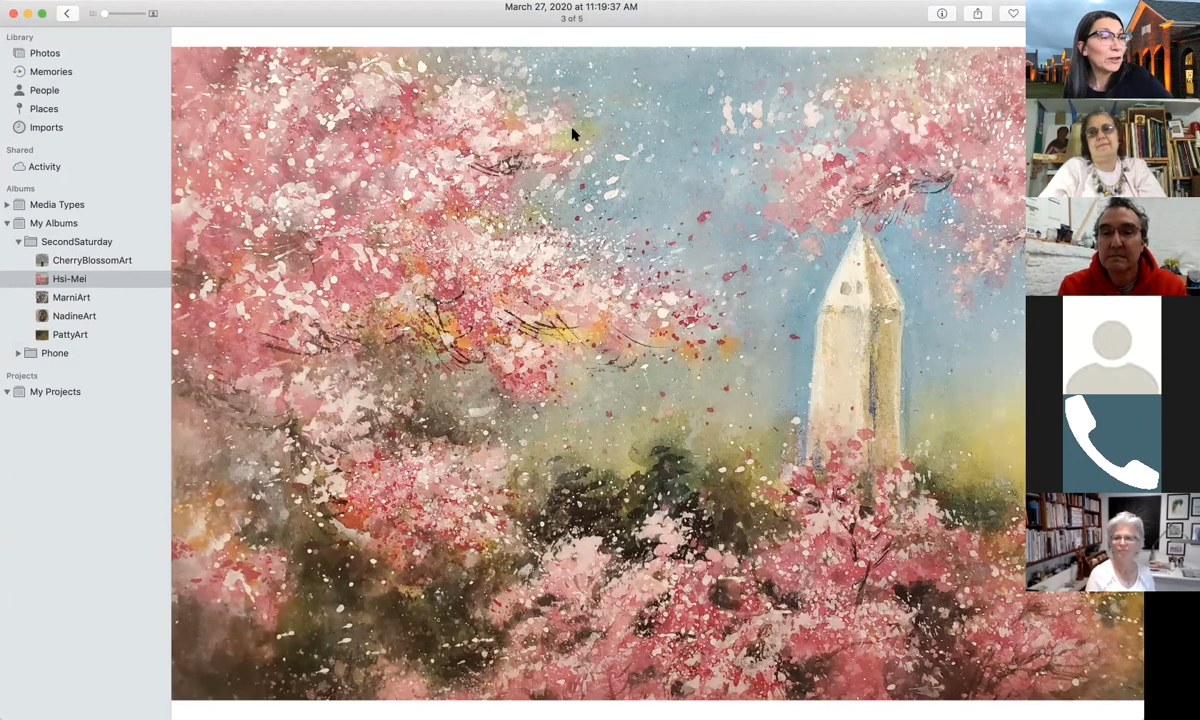 March 27, 2020 at 11:19:37 AM
3 of 5
Library
Photos
Memories
People
Places
Imports
Shared
Activity
Albums
Media Types
My Albums
SecondSaturday
CherryBlossomArt
Hsi-Mei
MarniArt
NadineArt
PattyArt
Phone
Projects
My Projects